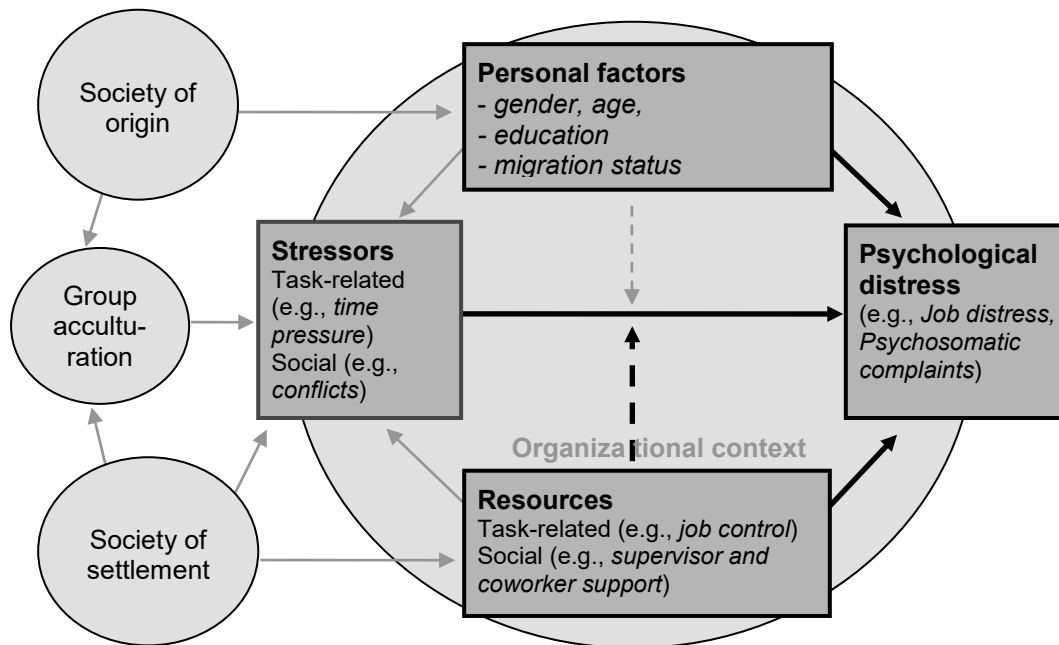 Society of
origin
Personal factors
- gender, age,
- education
- migration status
Group
accultu-
ration
Stressors
Task-related
(e.g., time
pressure)
Social (e.g.,
conflicts)
Psychological
distress
(e.g., Job distress,
Psychosomatic
complaints)
Organiza tional context
Society of
settlement
Resources
Task-related (e.g., job control)
Social (e.g., supervisor and
coworker support)